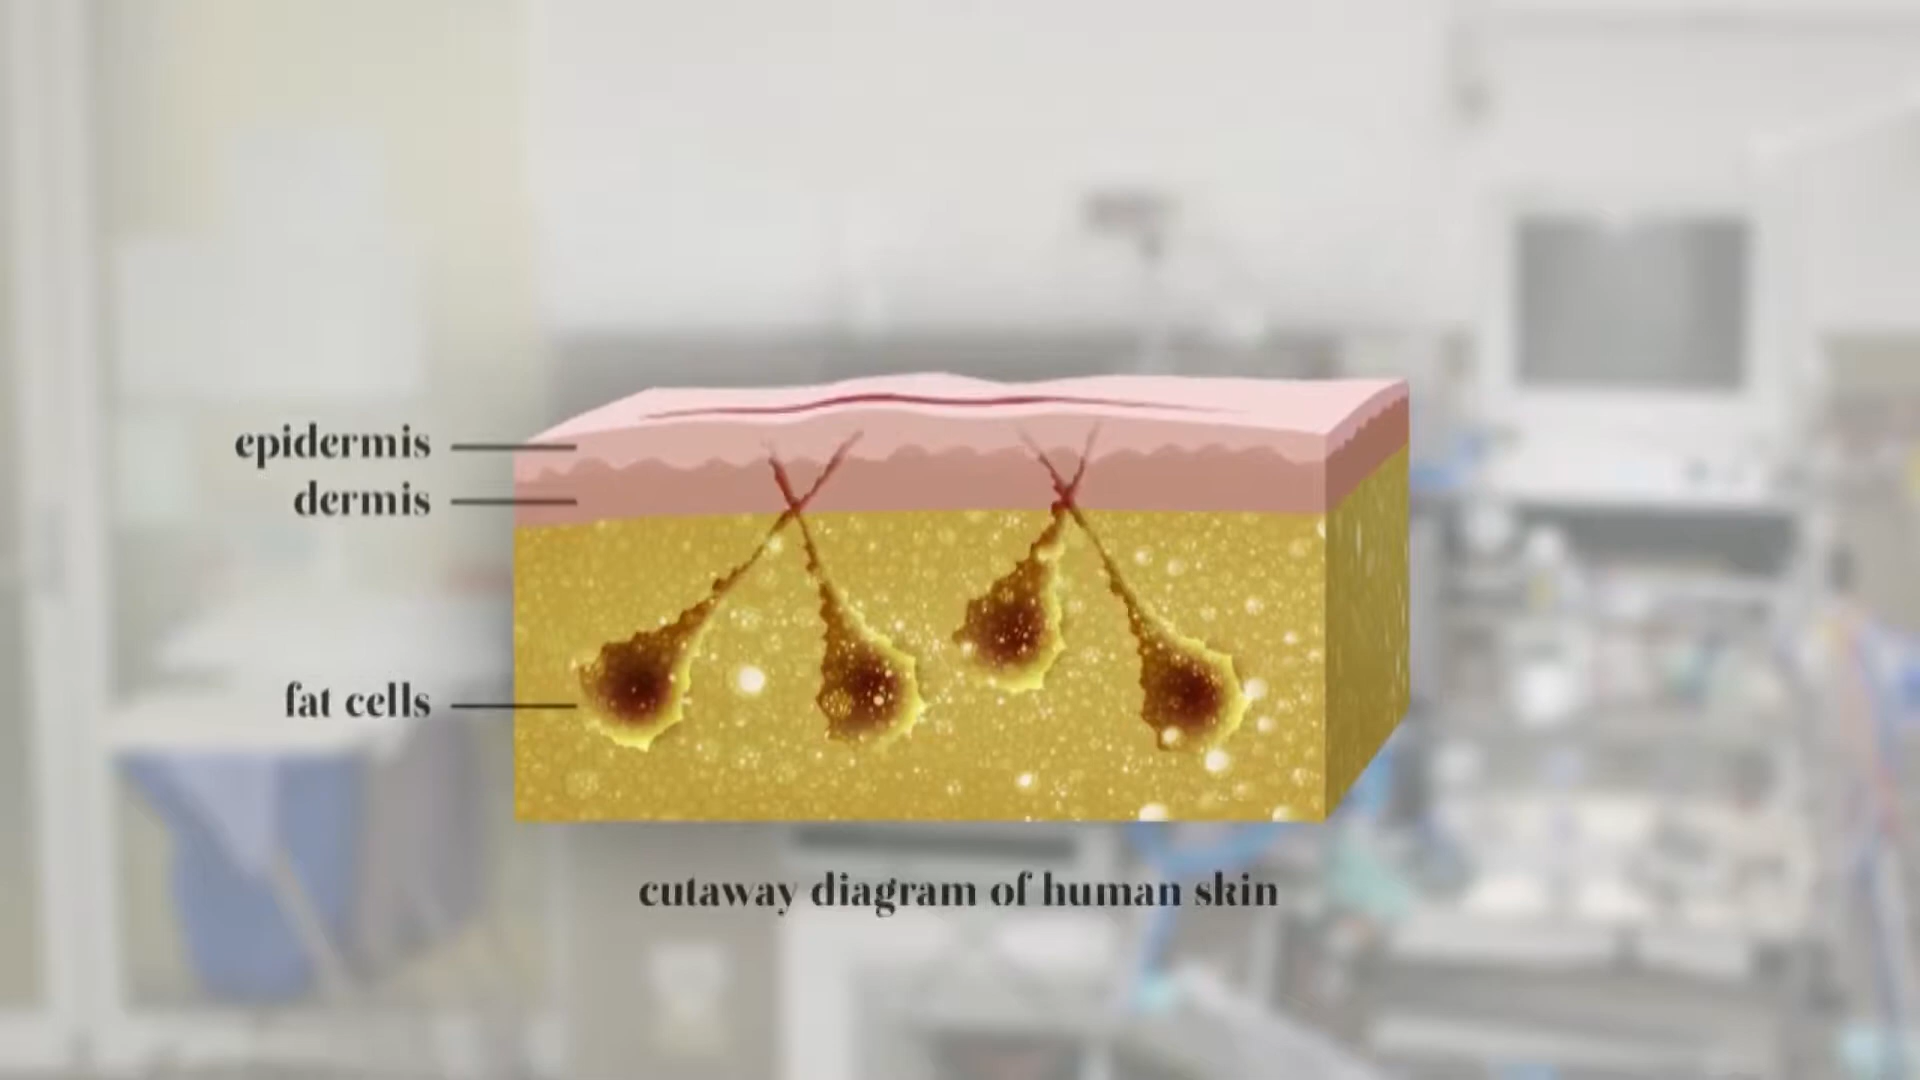 epidermis
dermis
fat cells
cutaway diagram of human skin